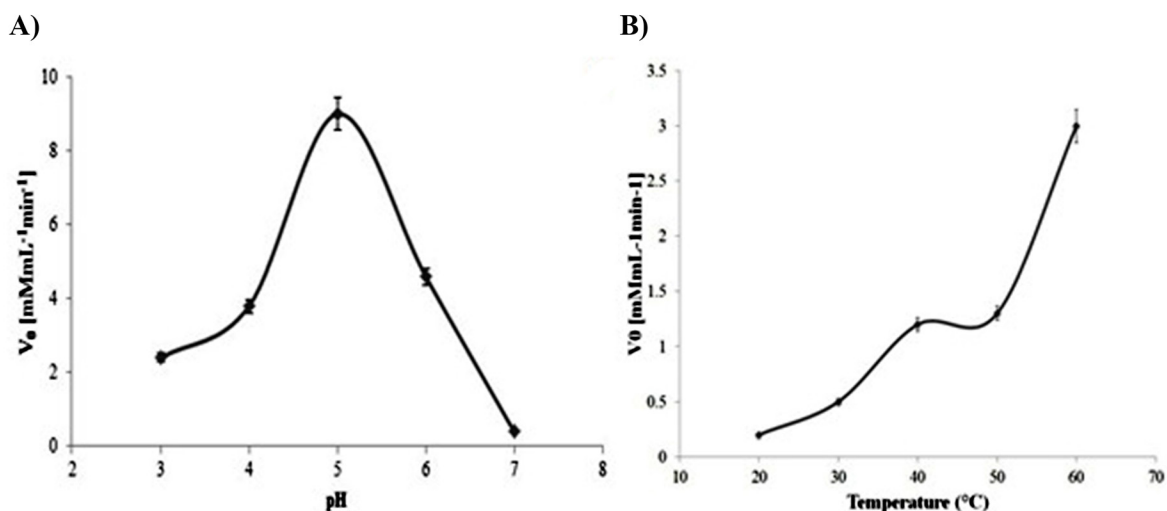 A)
B)
10
8
6
4
2
0
2 3 4 5 6 7 8
pH
V₀ [mMmL⁻¹min⁻¹]
3.5
3
2.5
2
1.5
1
0.5
0
10 20 30 40 50 60 70
Temperature (°C)
V0 [mMmL-1min-1]